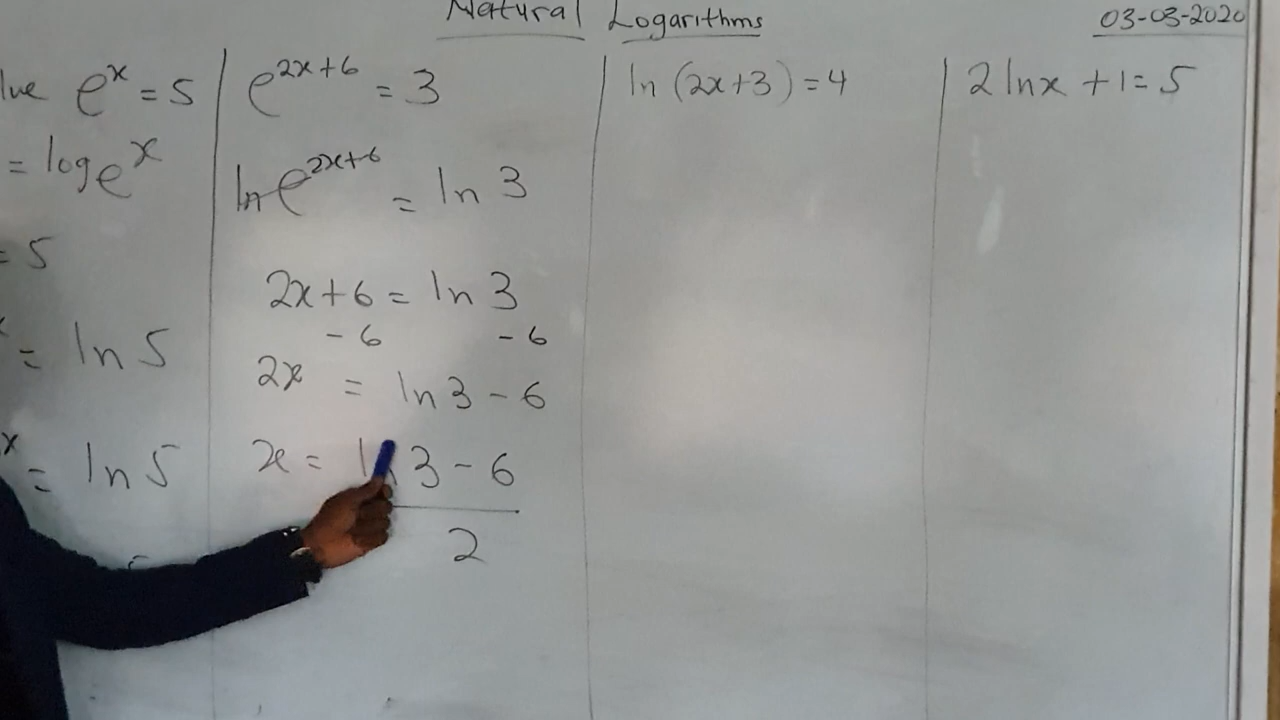 Natural Logarithms
03-03-2020
lve e^x = 5
= log e^x
= 5
= ln 5
x = ln 5
e^2x+6 = 3
ln e^2x+6 = ln 3
2x+6 = ln 3
-6 -6
2x = ln 3 - 6
x = ln 3 - 6
2
ln (2x+3) = 4
2 ln x + 1 = 5